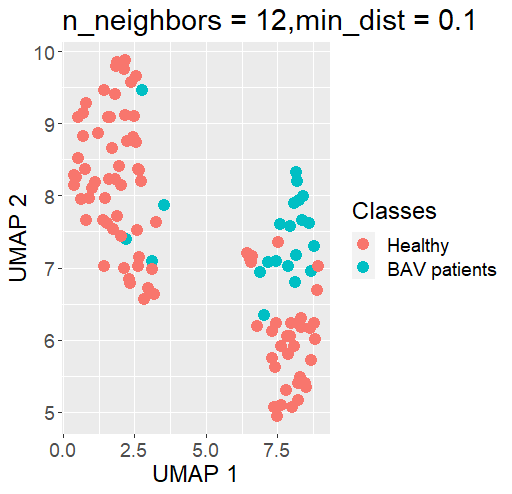 n_neighbors = 12,min_dist = 0.1
10
9
8
7
6
5
UMAP 2
0.0 2.5 5.0 7.5
UMAP 1
Classes
Healthy
BAV patients